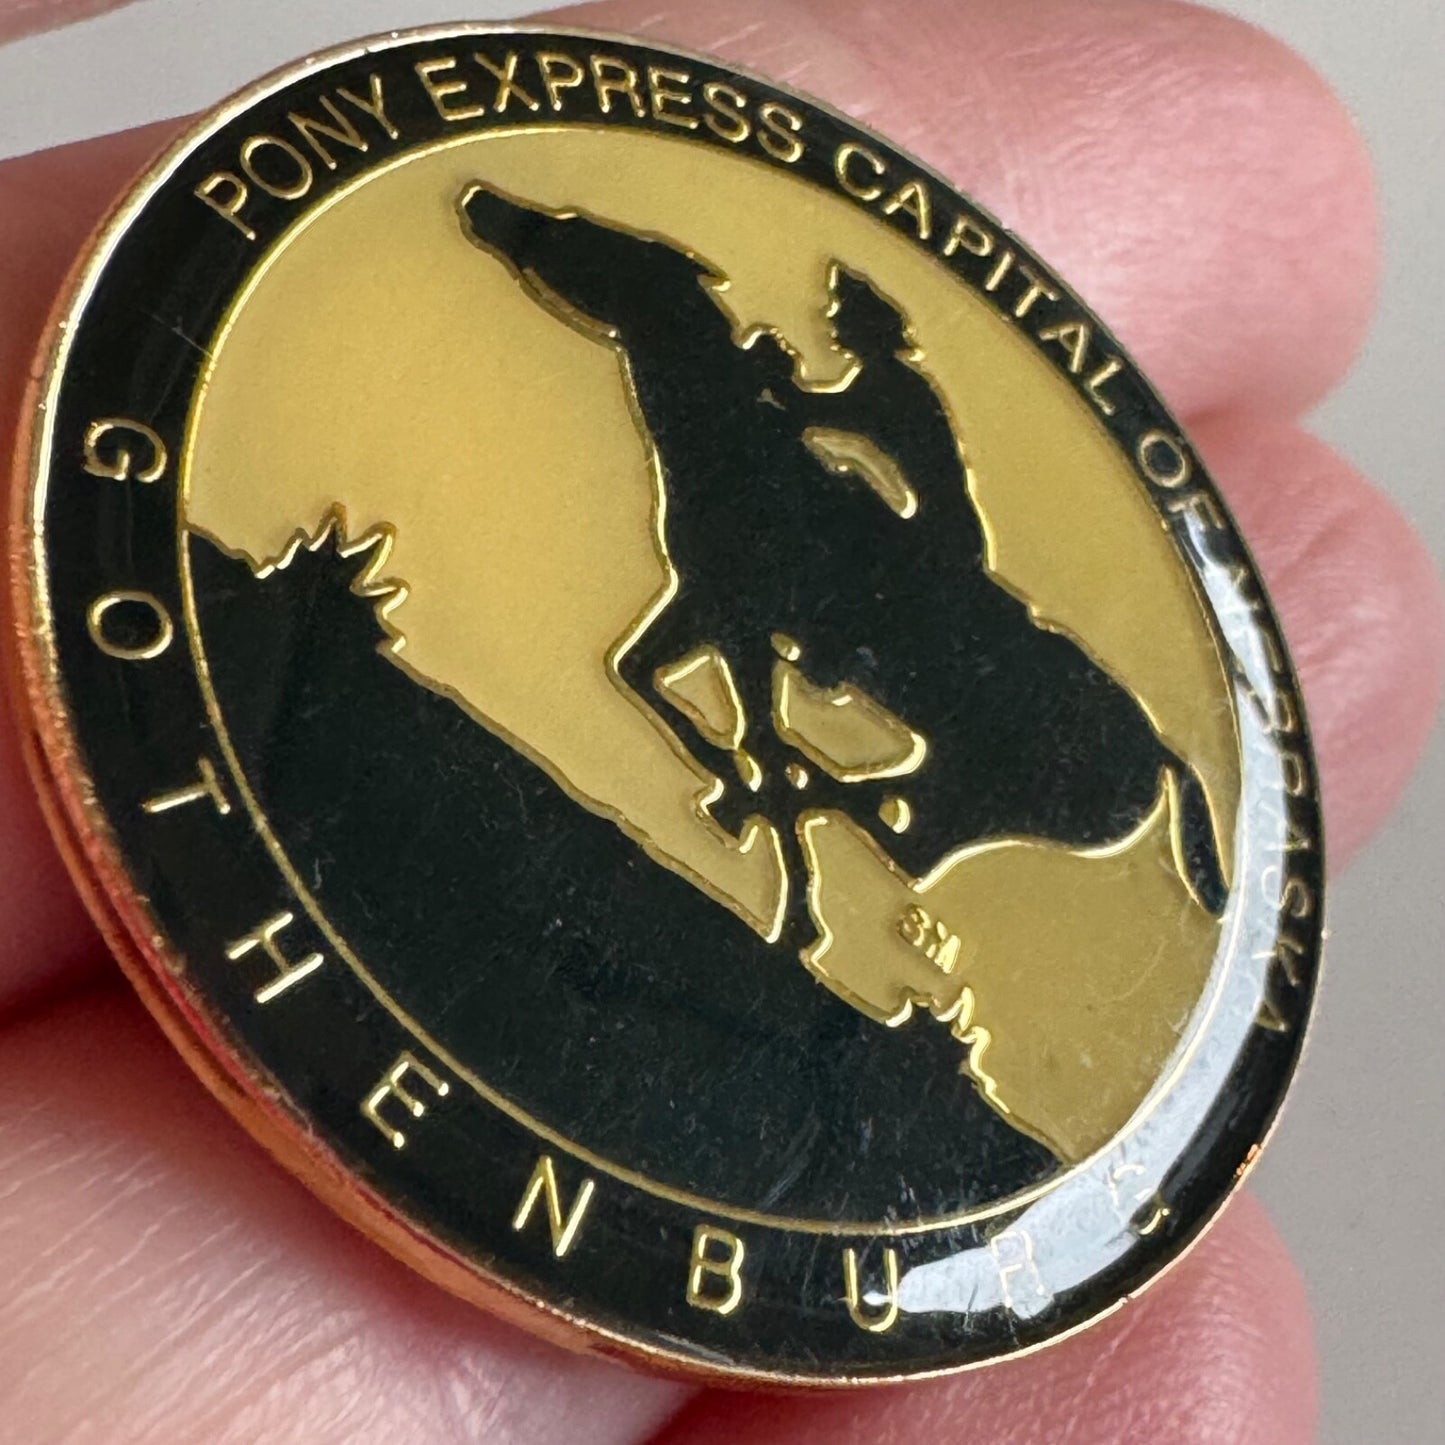 PONY EXPRESS CAPITAL OF NEBRASKA
GOTHENBURG